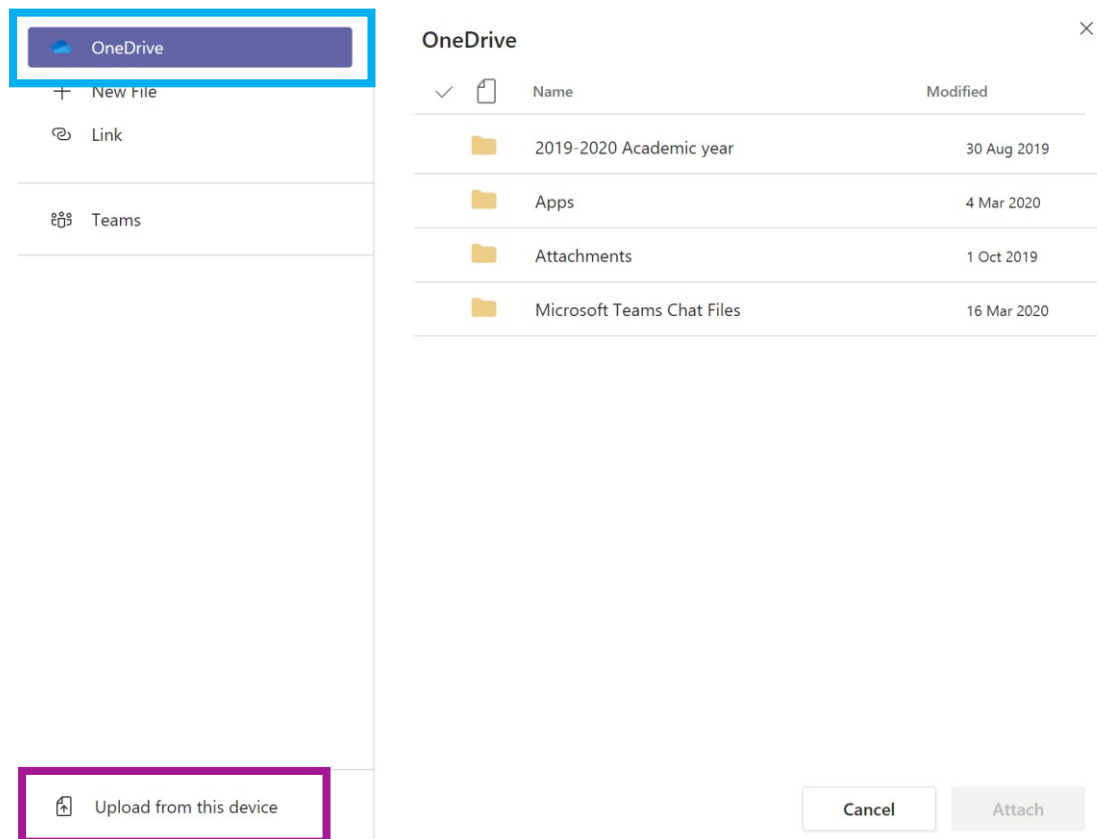 OneDrive
New File
Link
Teams
Upload from this device
OneDrive
Name Modified
2019-2020 Academic year 30 Aug 2019
Apps 4 Mar 2020
Attachments 1 Oct 2019
Microsoft Teams Chat Files 16 Mar 2020
Cancel Attach